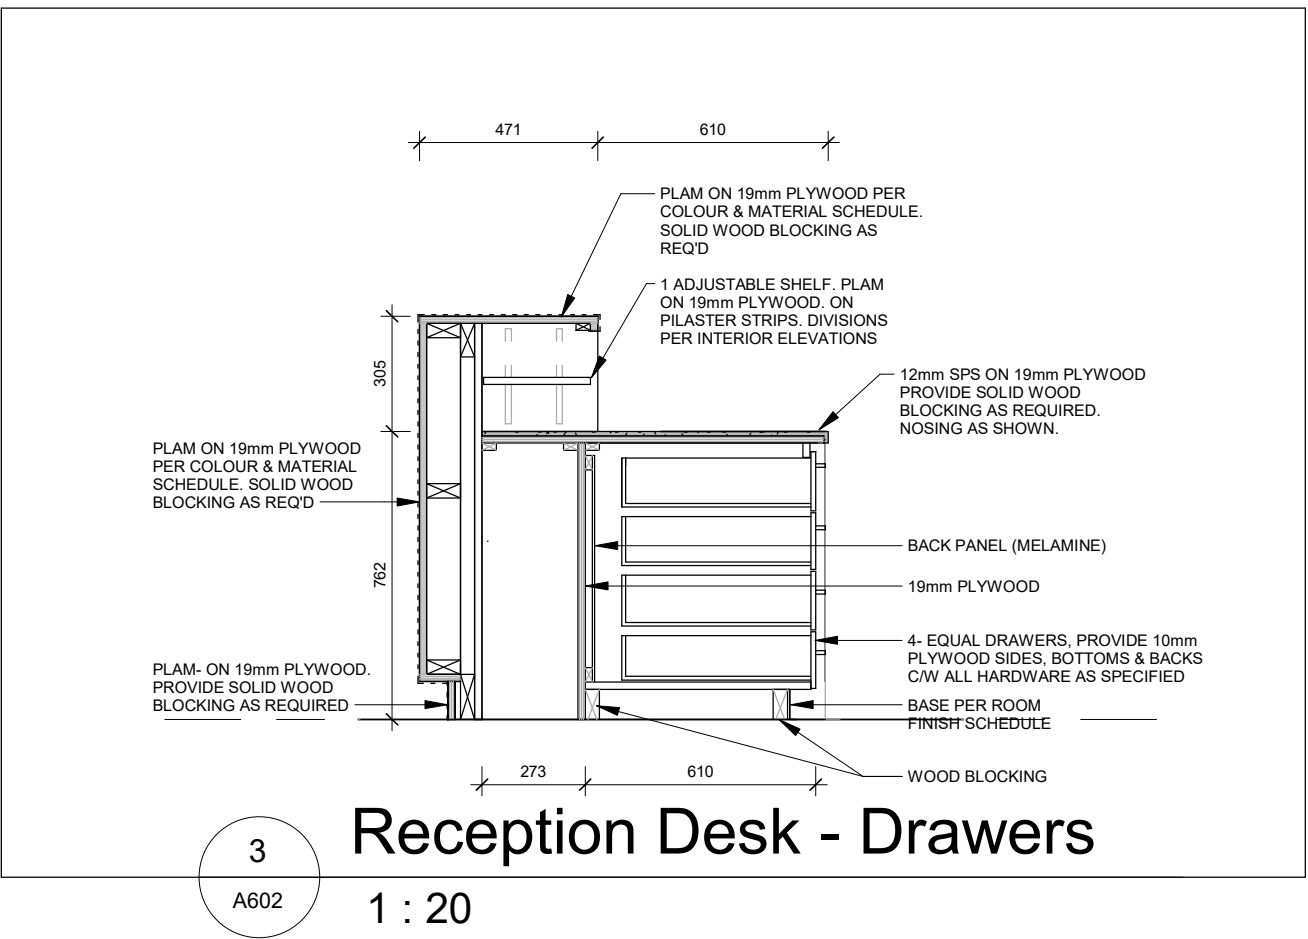 471
610
PLAM ON 19mm PLYWOOD PER
COLOUR & MATERIAL SCHEDULE.
SOLID WOOD BLOCKING AS
REQ'D
1 ADJUSTABLE SHELF. PLAM
ON 19mm PLYWOOD. ON
PILASTER STRIPS. DIVISIONS
PER INTERIOR ELEVATIONS
305
12mm SPS ON 19mm PLYWOOD
PROVIDE SOLID WOOD
BLOCKING AS REQUIRED.
NOSING AS SHOWN.
PLAM ON 19mm PLYWOOD
PER COLOUR & MATERIAL
SCHEDULE. SOLID WOOD
BLOCKING AS REQ'D
762
BACK PANEL (MELAMINE)
19mm PLYWOOD
4- EQUAL DRAWERS, PROVIDE 10mm
PLYWOOD SIDES, BOTTOMS & BACKS
C/W ALL HARDWARE AS SPECIFIED
PLAM- ON 19mm PLYWOOD.
PROVIDE SOLID WOOD
BLOCKING AS REQUIRED
BASE PER ROOM
FINISH SCHEDULE
WOOD BLOCKING
273
610
Reception Desk - Drawers
3
A602
1 : 20